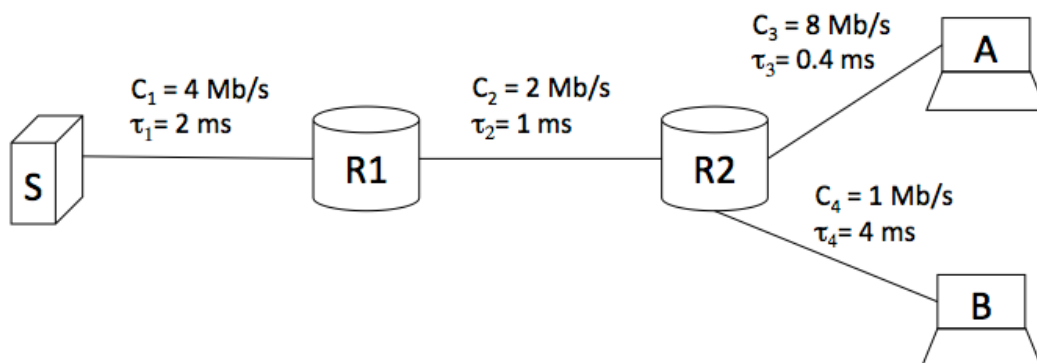 C₁ = 4 Mb/s
τ₁= 2 ms
C₂ = 2 Mb/s
τ₂= 1 ms
C₃ = 8 Mb/s
τ₃= 0.4 ms
A
S
R1
R2
C₄ = 1 Mb/s
τ₄= 4 ms
B